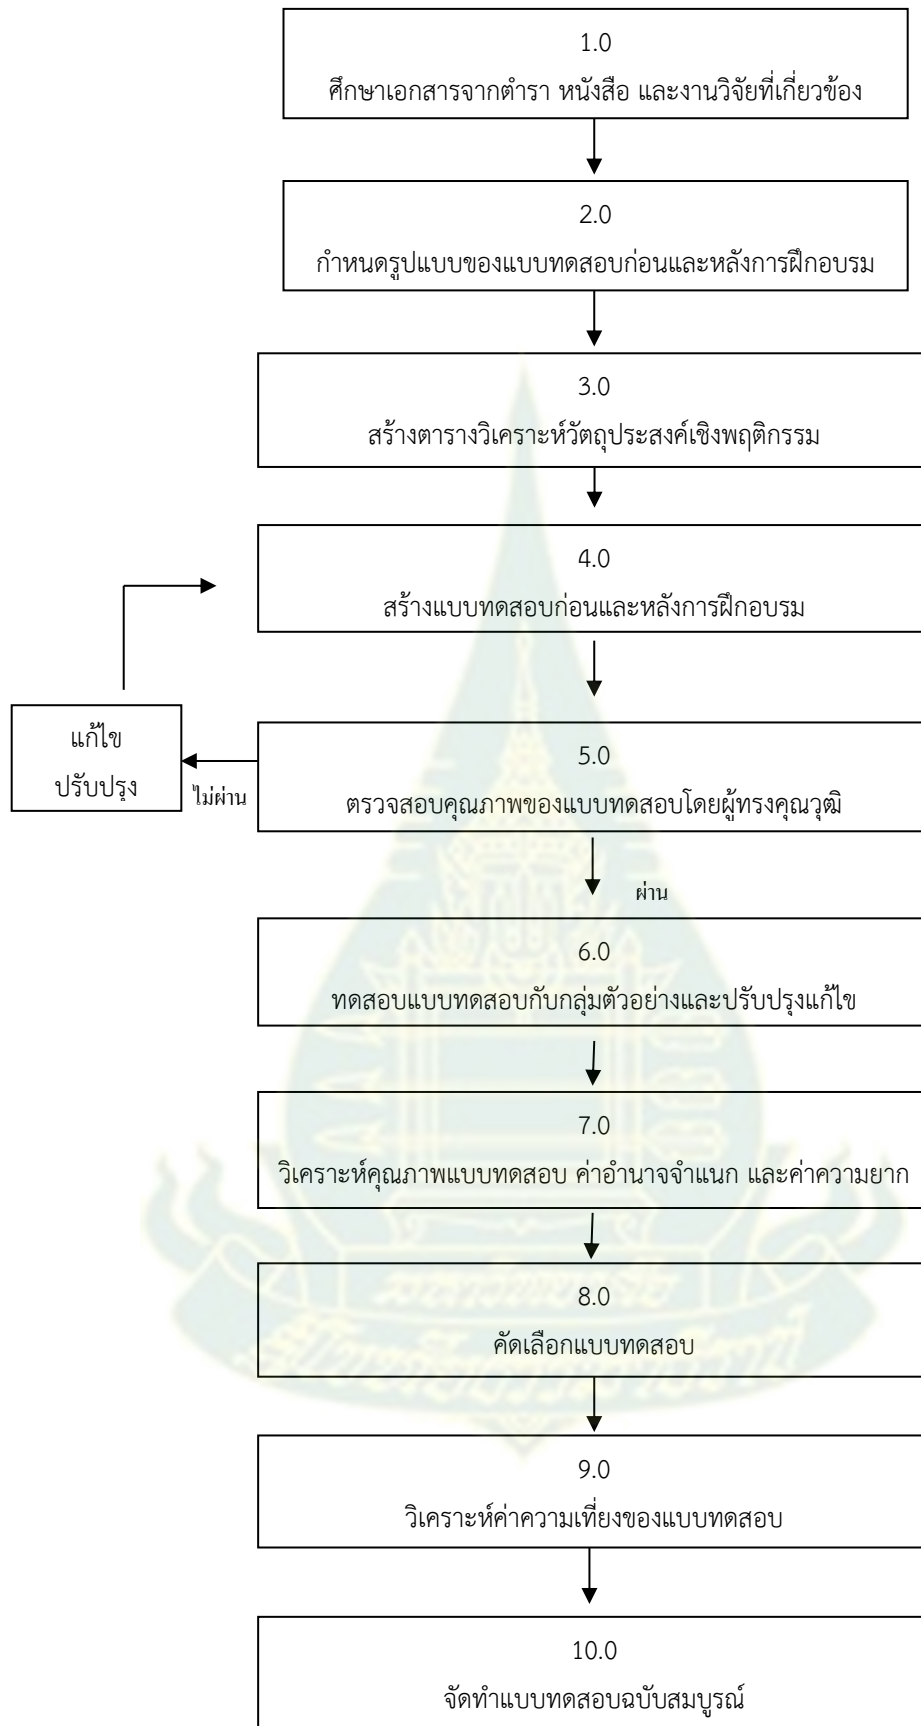 1.0
ศึกษาเอกสารจากตำรา หนังสือ และงานวิจัยที่เกี่ยวข้อง
2.0
กำหนดรูปแบบของแบบทดสอบก่อนและหลังการฝึกอบรม
3.0
สร้างตารางวิเคราะห์วัตถุประสงค์เชิงพฤติกรรม
4.0
สร้างแบบทดสอบก่อนและหลังการฝึกอบรม
แก้ไข
ปรับปรุง
ไม่ผ่าน
5.0
ตรวจสอบคุณภาพของแบบทดสอบโดยผู้ทรงคุณวุฒิ
ผ่าน
6.0
ทดสอบแบบทดสอบกับกลุ่มตัวอย่างและปรับปรุงแก้ไข
7.0
วิเคราะห์คุณภาพแบบทดสอบ ค่าอำนาจจำแนก และค่าความยาก
8.0
คัดเลือกแบบทดสอบ
9.0
วิเคราะห์ค่าความเที่ยงของแบบทดสอบ
10.0
จัดทำแบบทดสอบฉบับสมบูรณ์